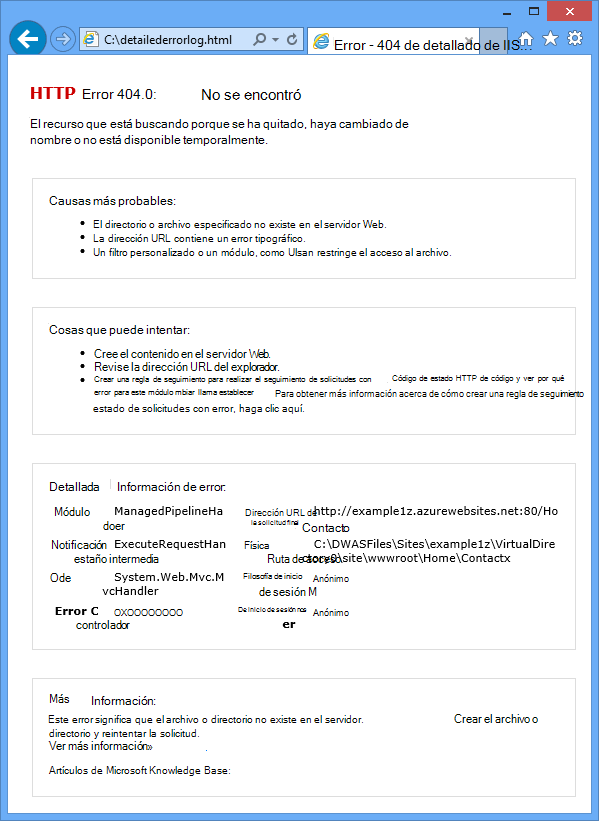 C:\detailederrorlog.html
Error - 404 de detallado de IIS...
HTTP Error 404.0: No se encontró
El recurso que está buscando porque se ha quitado, haya cambiado de
nombre o no está disponible temporalmente.
Causas más probables:
• El directorio o archivo especificado no existe en el servidor Web.
• La dirección URL contiene un error tipográfico.
• Un filtro personalizado o un módulo, como UIsan restringe el acceso al archivo.
Cosas que puede intentar:
• Cree el contenido en el servidor Web.
• Revise la dirección URL del explorador.
• Crear una regla de seguimiento para realizar el seguimiento de solicitudes con Código de estado HTTP de código y ver por qué
error para este módulo mbiar llama establecer Para obtener más información acerca de cómo crear una regla de seguimiento
estado de solicitudes con error, haga clic aquí.
Detallada Información de error:
Módulo ManagedPipelineHa Dirección URL de http://example1z.azurewebsites.net:80/Ho
la solicitud final
doer Contacto
Notificación ExecuteRequestHan Física C:\DWASFiles\Sites\example1z\VirtualDire
estaño intermedia Ruta de acceso: ctory0\site\wwwroot\Home\Contactx
Ode System.Web.Mvc.M Filosofía de inicio Anónimo
vcHandler de sesión M
Error C 0X00000000 De inicio de sesión nos Anónimo
controlador er
Más Información:
Este error significa que el archivo o directorio no existe en el servidor. Crear el archivo o
directorio y reintentar la solicitud.
Ver más información» .
Artículos de Microsoft Knowledge Base: